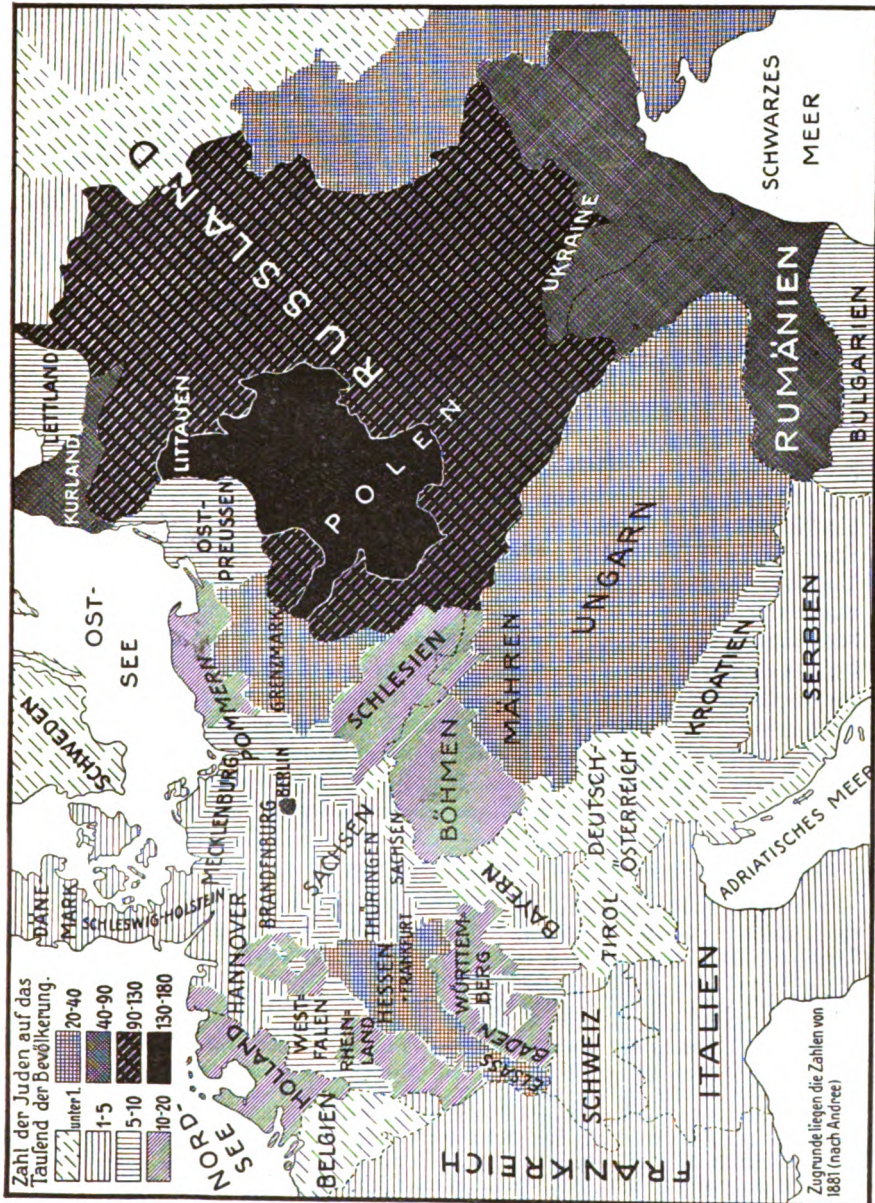 Zahl der Juden auf das
Tausend der Bevölkerung.
unter 1.
1-5
5-10
10-20
20-40
40-90
90-130
130-180
NORD-
SEE
DÄNE-
MARK
SCHLESWIG-HOLSTEIN
SCHWEDEN
OST-
SEE
KURLAND
LETTLAND
LITTAUEN
RUSSLAND
OST-
PREUSSEN
POLEN
POMMERN
GRENZMARK
MECKLENBURG
HANNOVER
BRANDENBURG
BERLIN
HOLLAND
WEST-
FALEN
RHEIN-
LAND
BELGIEN
HESSEN
FRANKFURT
THÜRINGEN
SACHSEN
SACHSEN
SCHLESIEN
BÖHMEN
MÄHREN
UKRAINE
SCHWARZES
MEER
WÜRTTEM-
BERG
BAYERN
BADEN
ELSASS
FRANKREICH
SCHWEIZ
TIROL
DEUTSCH-
ÖSTERREICH
UNGARN
RUMÄNIEN
BULGARIEN
KROATIEN
SERBIEN
ITALIEN
ADRIATISCHES MEER
Zugrunde liegen die Zahlen von
1881 (nach Andree)